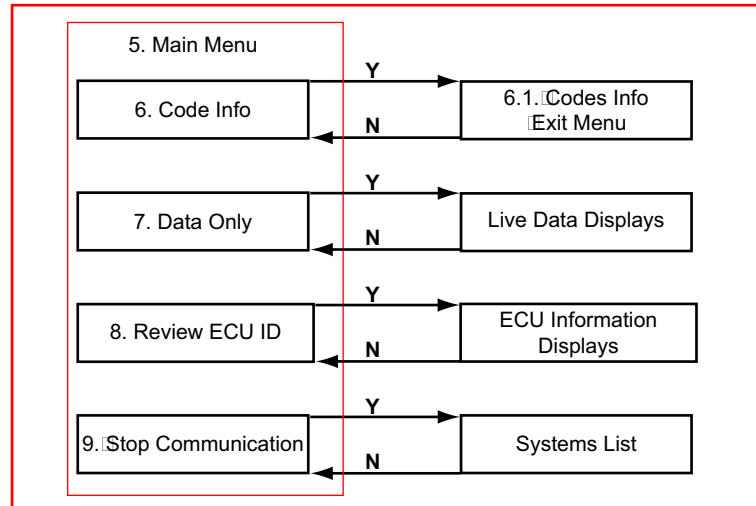 5. Main Menu
Y
6. Code Info
6.1. Codes Info
Exit Menu
N
Y
7. Data Only
Live Data Displays
N
Y
8. Review ECU ID
ECU Information
Displays
N
Y
9. Stop Communication
Systems List
N